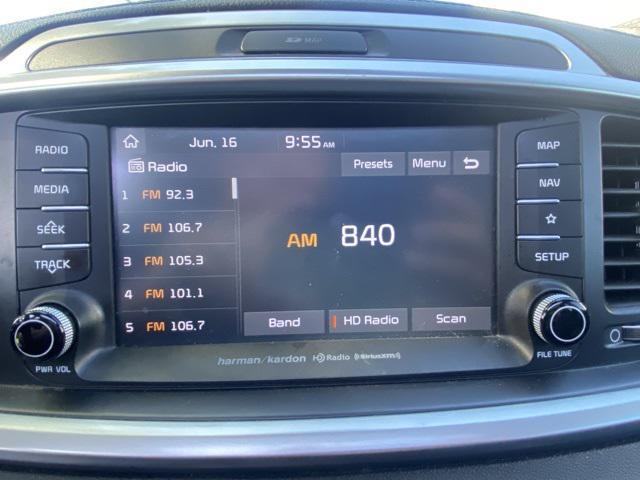 SD MAP
RADIO
MEDIA
SEEK
TRACK
PWR VOL
Jun. 16 9:55 AM
Radio Presets Menu
1 FM 92.3
2 FM 106.7
3 FM 105.3
4 FM 101.1
5 FM 106.7
AM 840
Band HD Radio Scan
harman/kardon HD Radio (SiriusXM)
MAP
NAV
SETUP
FILE TUNE